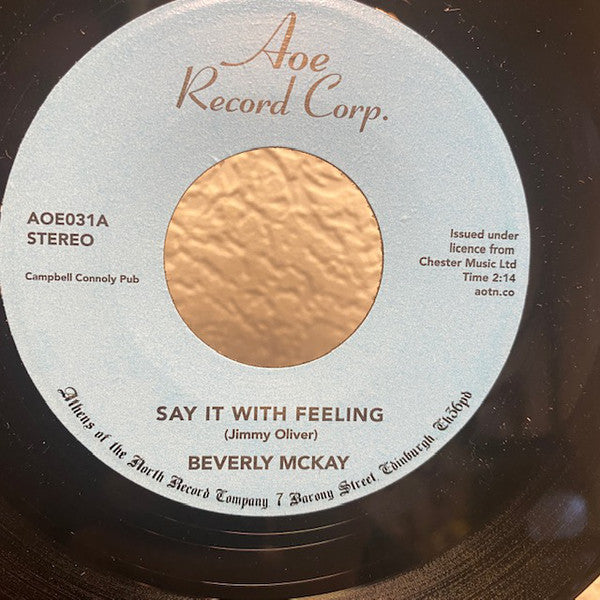 Aoe
Record Corp.
AOE031A
STEREO
Campbell Connoly Pub
Issued under
licence from
Chester Music Ltd
Time 2:14
aotn.co
SAY IT WITH FEELING
(Jimmy Oliver)
BEVERLY MCKAY
Athens of the North Record Company 7 Barony Street, Edinburgh Eh36pd